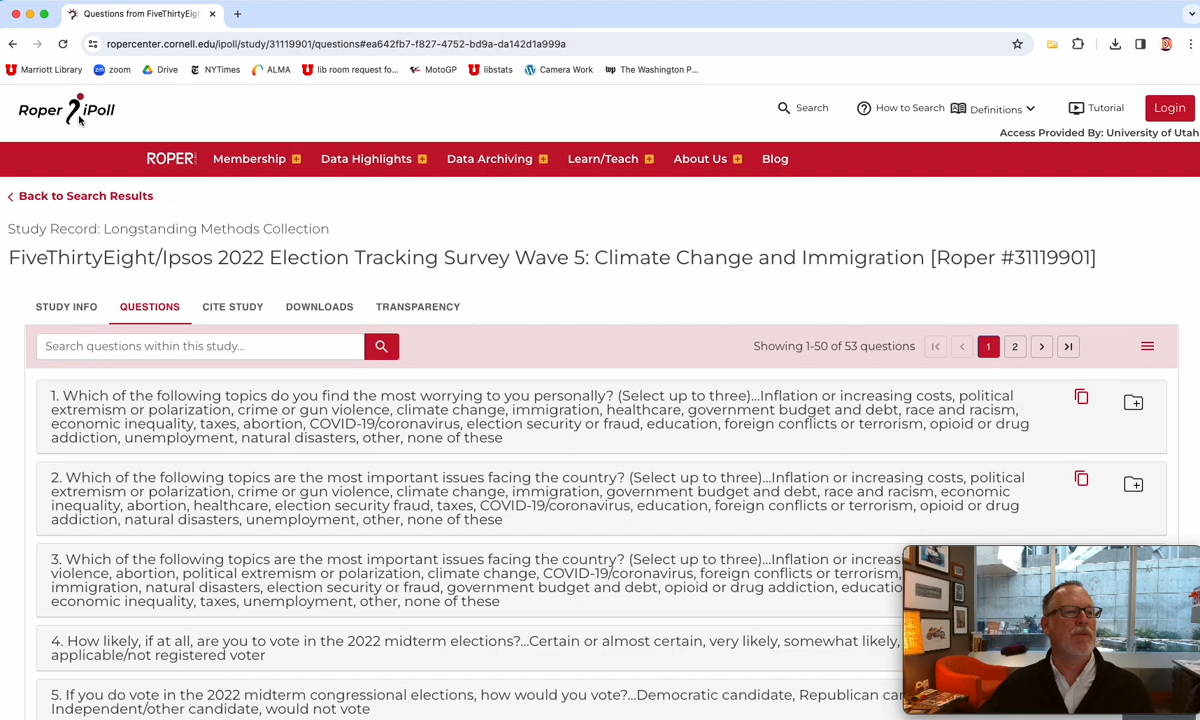 Questions from FiveThirtyEigh
ropercenter.cornell.edu/ipoll/study/31119901/questions#ea642fb7-f827-4752-bd9a-da142d1a999a
Marriott Library zoom Drive NYTimes ALMA lib room request fo... MotoGP libstats Camera Work The Washington P...
Roper iPoll Search How to Search Definitions Tutorial Login
Access Provided By: University of Utah
ROPER Membership Data Highlights Data Archiving Learn/Teach About Us Blog
Back to Search Results
Study Record: Longstanding Methods Collection
FiveThirtyEight/Ipsos 2022 Election Tracking Survey Wave 5: Climate Change and Immigration [Roper #31119901]
STUDY INFO QUESTIONS CITE STUDY DOWNLOADS TRANSPARENCY
Search questions within this study... Showing 1-50 of 53 questions 1 2
1. Which of the following topics do you find the most worrying to you personally? (Select up to three)...Inflation or increasing costs, political
extremism or polarization, crime or gun violence, climate change, immigration, healthcare, government budget and debt, race and racism,
economic inequality, taxes, abortion, COVID-19/coronavirus, election security or fraud, education, foreign conflicts or terrorism, opioid or drug
addiction, unemployment, natural disasters, other, none of these
2. Which of the following topics are the most important issues facing the country? (Select up to three)...Inflation or increasing costs, political
extremism or polarization, crime or gun violence, climate change, immigration, government budget and debt, race and racism, economic
inequality, abortion, healthcare, election security fraud, taxes, COVID-19/coronavirus, education, foreign conflicts or terrorism, opioid or drug
addiction, natural disasters, unemployment, other, none of these
3. Which of the following topics are the most important issues facing the country? (Select up to three)...Inflation or increas
violence, abortion, political extremism or polarization, climate change, COVID-19/coronavirus, foreign conflicts or terrorism,
immigration, natural disasters, election security or fraud, government budget and debt, opioid or drug addiction, educatio
economic inequality, taxes, unemployment, other, none of these
4. How likely, if at all, are you to vote in the 2022 midterm elections?...Certain or almost certain, very likely, somewhat likely,
applicable/not registered voter
5. If you do vote in the 2022 midterm congressional elections, how would you vote?...Democratic candidate, Republican can
Independent/other candidate, would not vote